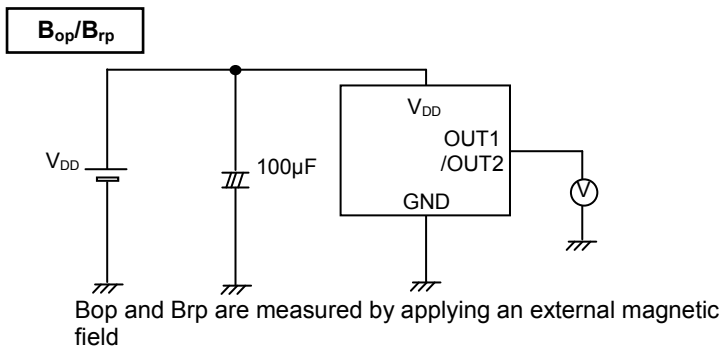 Bop/Brp
VDD
OUT1
/OUT2
VDD
100µF
GND
V
Bop and Brp are measured by applying an external magnetic
field